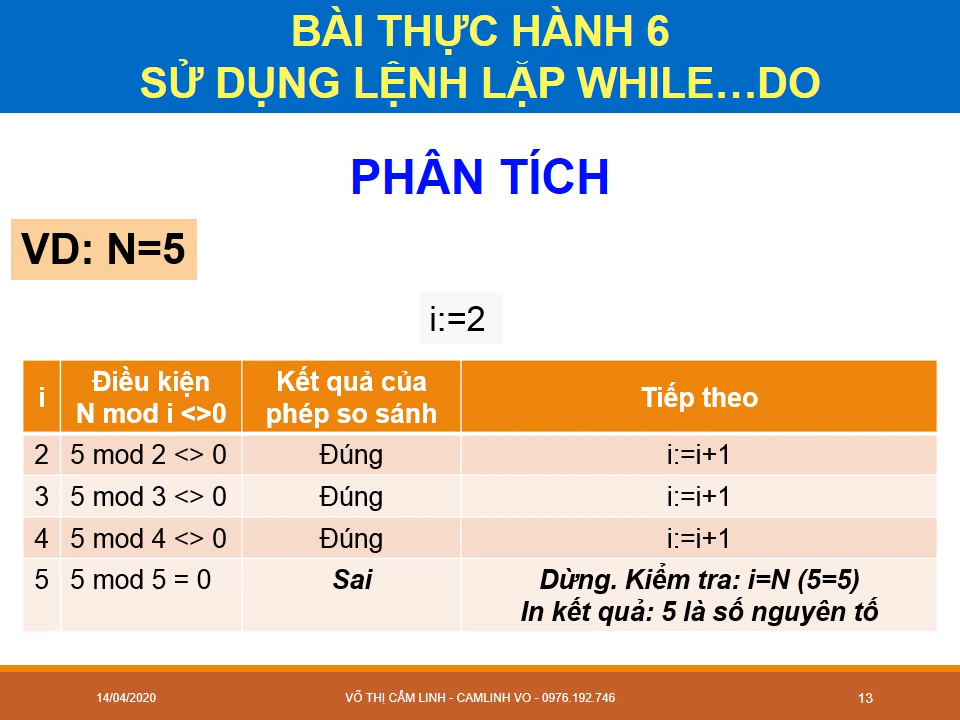 BÀI THỰC HÀNH 6
SỬ DỤNG LỆNH LẶP WHILE…DO
PHÂN TÍCH
VD: N=5
i:=2
i Điều kiện N mod i <>0 Kết quả của phép so sánh Tiếp theo
2 5 mod 2 <> 0 Đúng i:=i+1
3 5 mod 3 <> 0 Đúng i:=i+1
4 5 mod 4 <> 0 Đúng i:=i+1
5 5 mod 5 = 0 Sai Dừng. Kiểm tra: i=N (5=5)
In kết quả: 5 là số nguyên tố
14/04/2020 VÕ THỊ CẨM LINH - CAMLINH VO - 0976.192.746 13